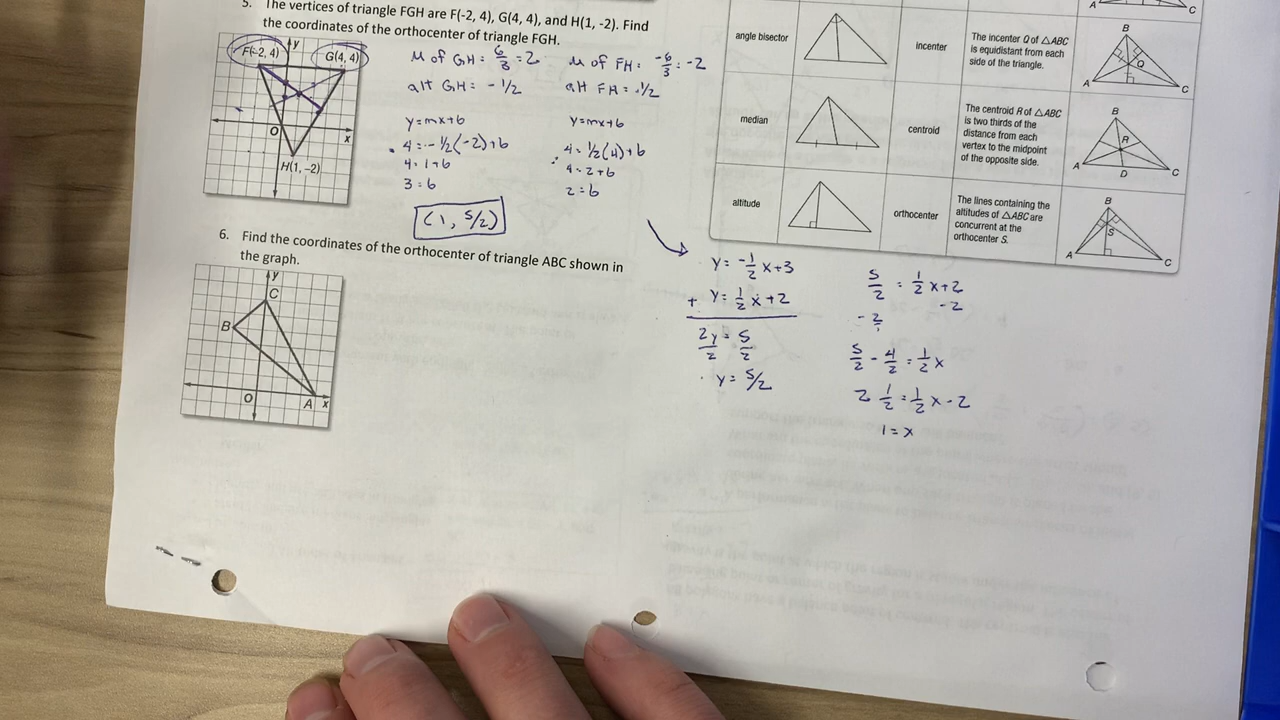 5. The vertices of triangle FGH are F(-2, 4), G(4, 4), and H(1, -2). Find
the coordinates of the orthocenter of triangle FGH.
F(-2, 4)
y
G(4, 4)
O
x
H(1, -2)
M of GH = 6/3 = 2
alt GH = - 1/2
y=mx+b
4=-1/2(-2)+b
4=1+b
3=b
M of FH = -6/3 = -2
alt FH = 1/2
y=mx+b
4=1/2(4)+b
4=2+b
2=b
(1, 5/2)
6. Find the coordinates of the orthocenter of triangle ABC shown in
the graph.
y
C
B
O
A
x
A
C
angle bisector
incenter
The incenter Q of △ABC
is equidistant from each
side of the triangle.
B
Q
A
C
median
centroid
The centroid R of △ABC
is two thirds of the
distance from each
vertex to the midpoint
of the opposite side.
B
R
A
D
C
altitude
orthocenter
The lines containing the
altitudes of △ABC are
concurrent at the
orthocenter S.
B
S
A
C
y=-1/2x+3
+ y=1/2x+2
2y/2=5/2
y=5/2
5/2=1/2x+2
-2 -2
5/2-4/2=1/2x
2 1/2=1/2x-2
1=x